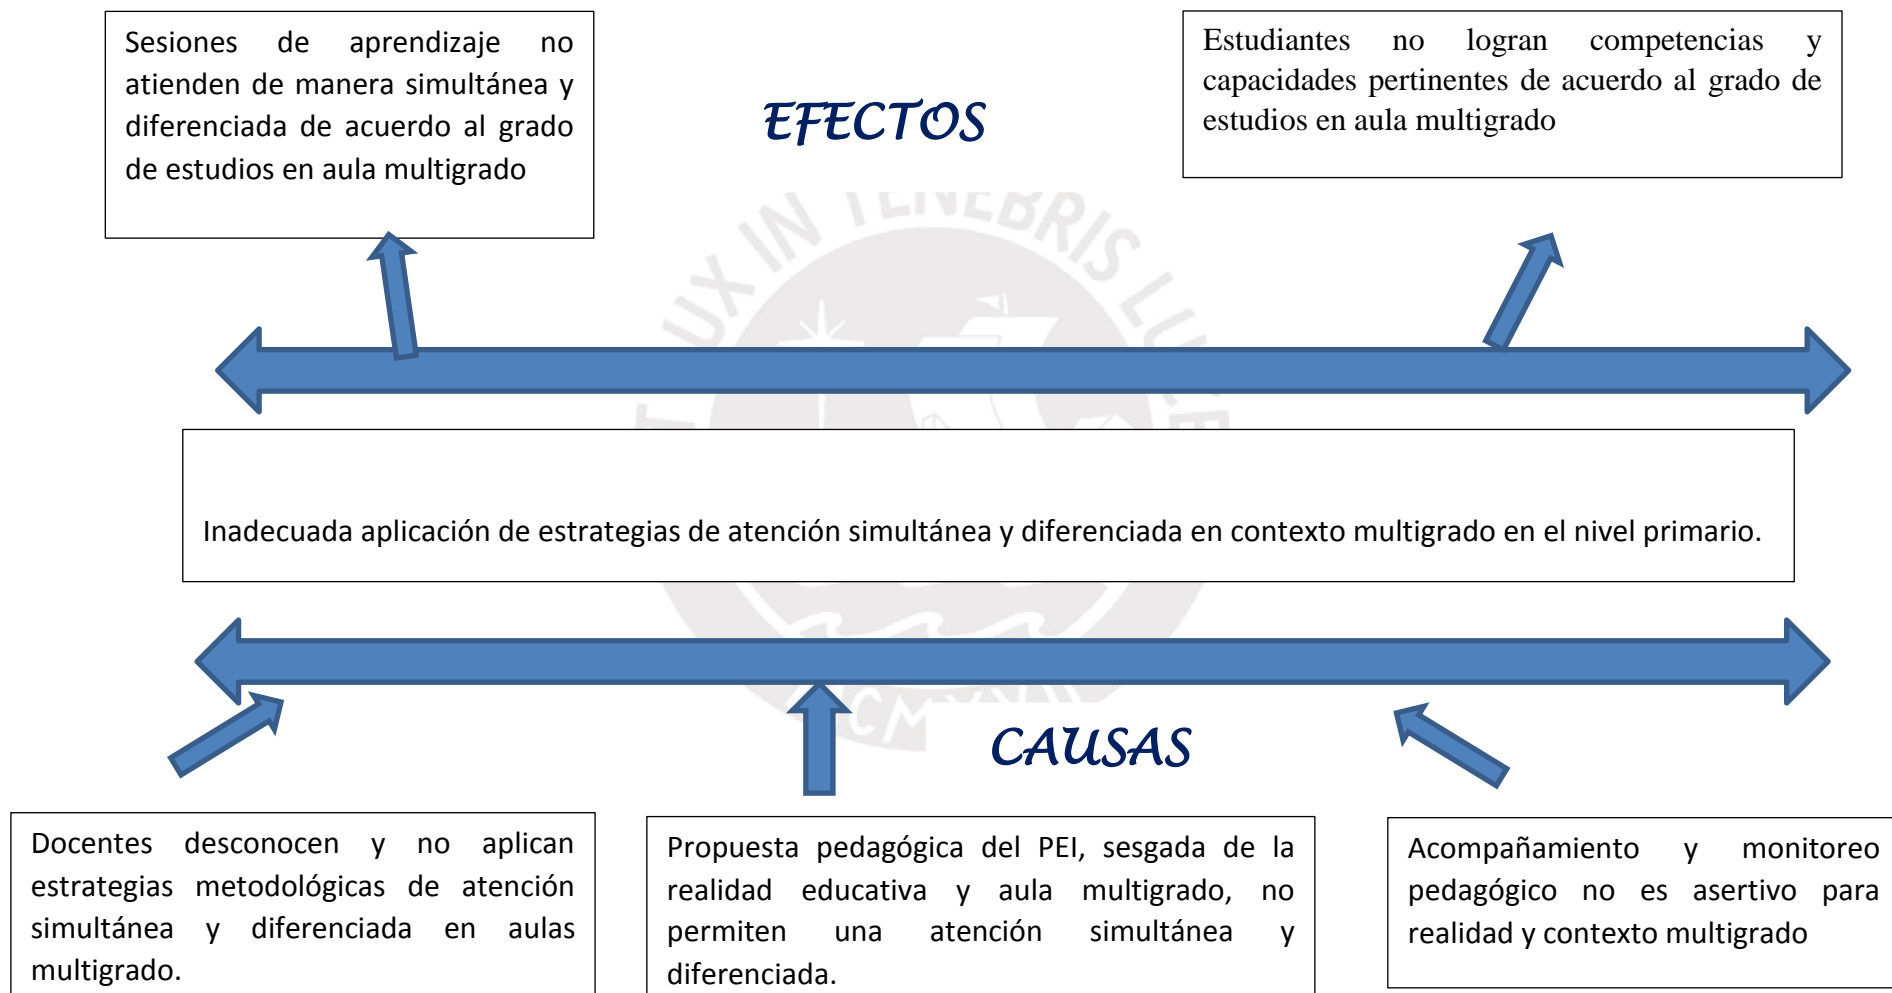 Sesiones de aprendizaje no
atienden de manera simultánea y
diferenciada de acuerdo al grado
de estudios en aula multigrado
EFECTOS
Estudiantes no logran competencias y
capacidades pertinentes de acuerdo al grado de
estudios en aula multigrado
UX IN TENEBRIS LUCE
Inadecuada aplicación de estrategias de atención simultánea y diferenciada en contexto multigrado en el nivel primario.
CAUSAS
Docentes desconocen y no aplican
estrategias metodológicas de atención
simultánea y diferenciada en aulas
multigrado.
Propuesta pedagógica del PEI, sesgada de la
realidad educativa y aula multigrado, no
permiten una atención simultánea y
diferenciada.
Acompañamiento y monitoreo
pedagógico no es asertivo para
realidad y contexto multigrado